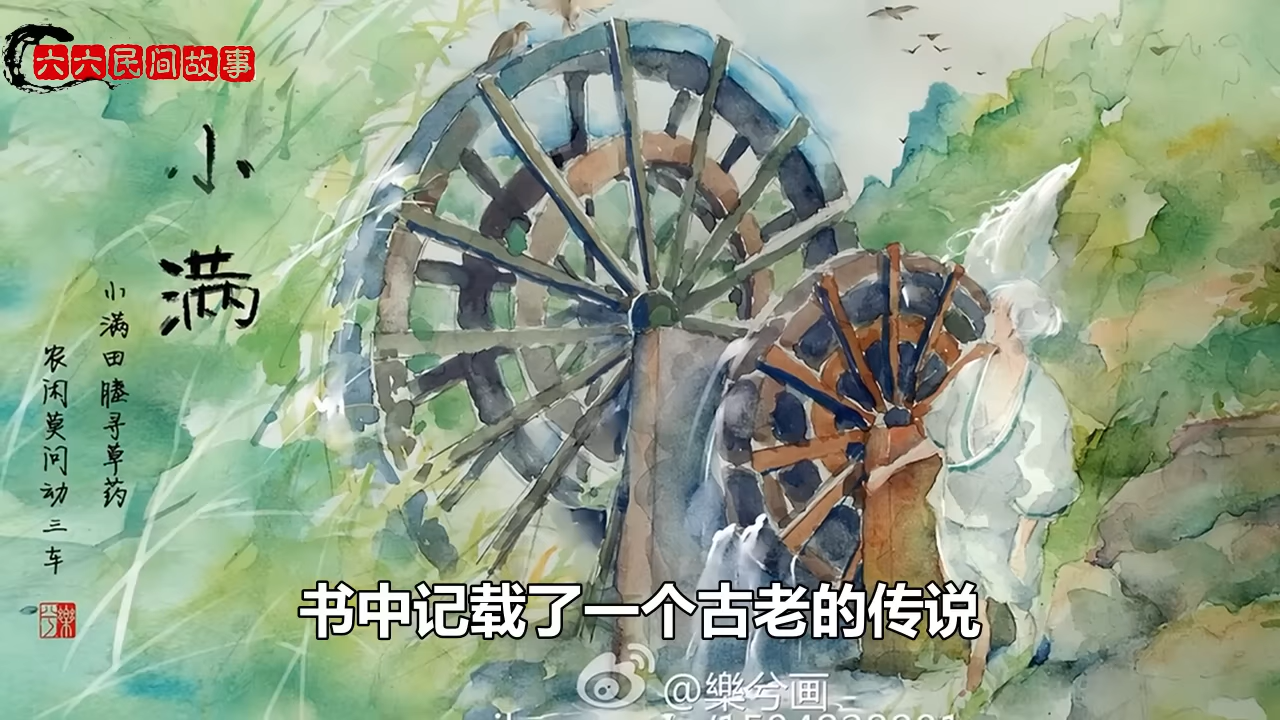 六六民间故事
小满
小满田塍寻草药
农闲莫问动三车
书中记载了一个古老的传说
@樂兮画